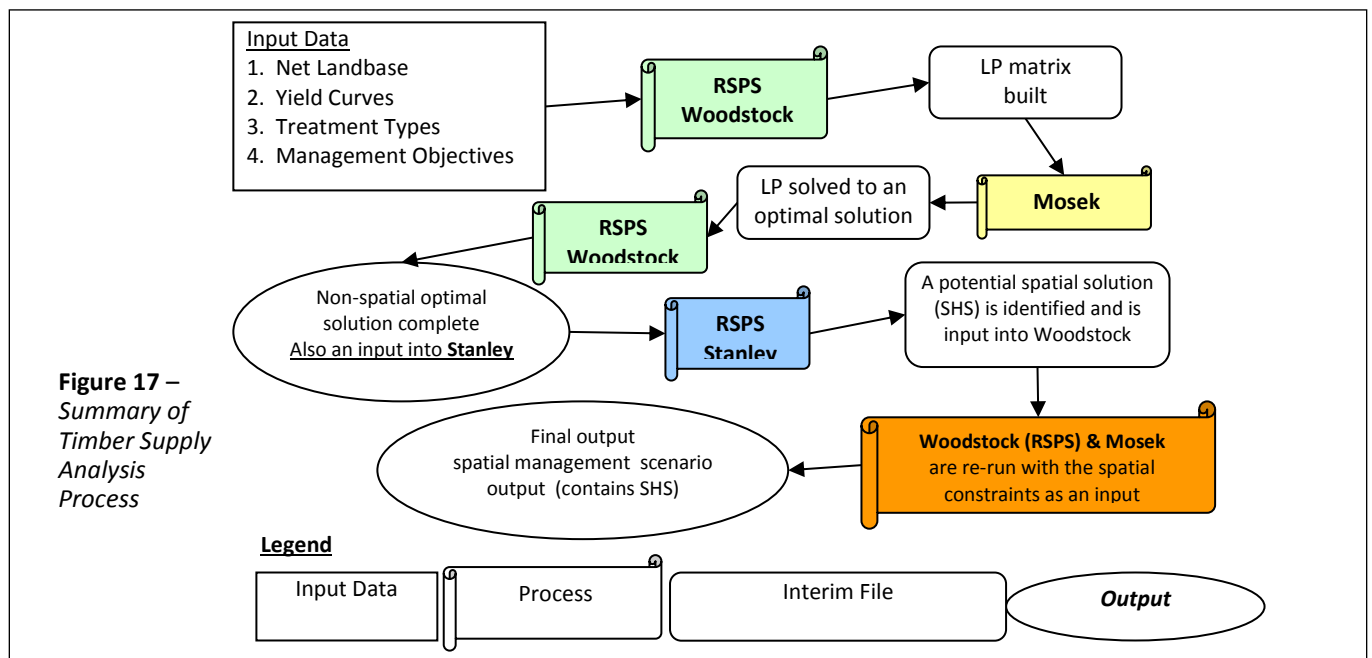 Input Data
1. Net Landbase
2. Yield Curves
3. Treatment Types
4. Management Objectives
RSPS
Woodstock
LP matrix
built
Mosek
LP solved to an
optimal solution
RSPS
Woodstock
Non-spatial optimal
solution complete
Also an input into Stanley
RSPS
Stanley
A potential spatial solution
(SHS) is identified and is
input into Woodstock
Woodstock (RSPS) & Mosek
are re-run with the spatial
constraints as an input
Final output
spatial management scenario
output (contains SHS)
Figure 17 –
Summary of
Timber Supply
Analysis
Process
Legend
Input Data
Process
Interim File
Output